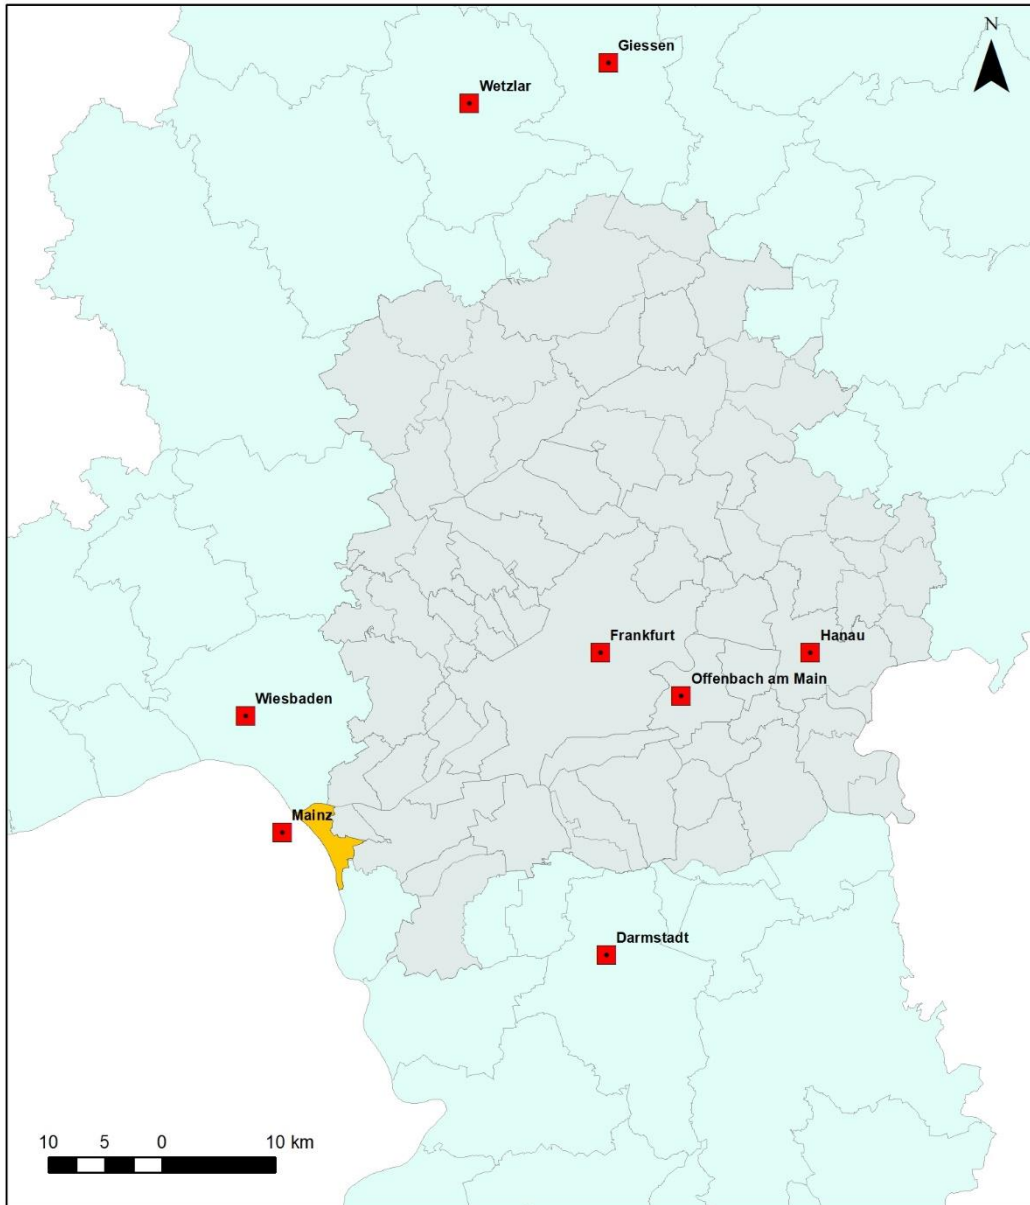 N
Giessen
Wetzlar
Frankfurt
Hanau
Offenbach am Main
Wiesbaden
Mainz
Darmstadt
10 5 0 10 km